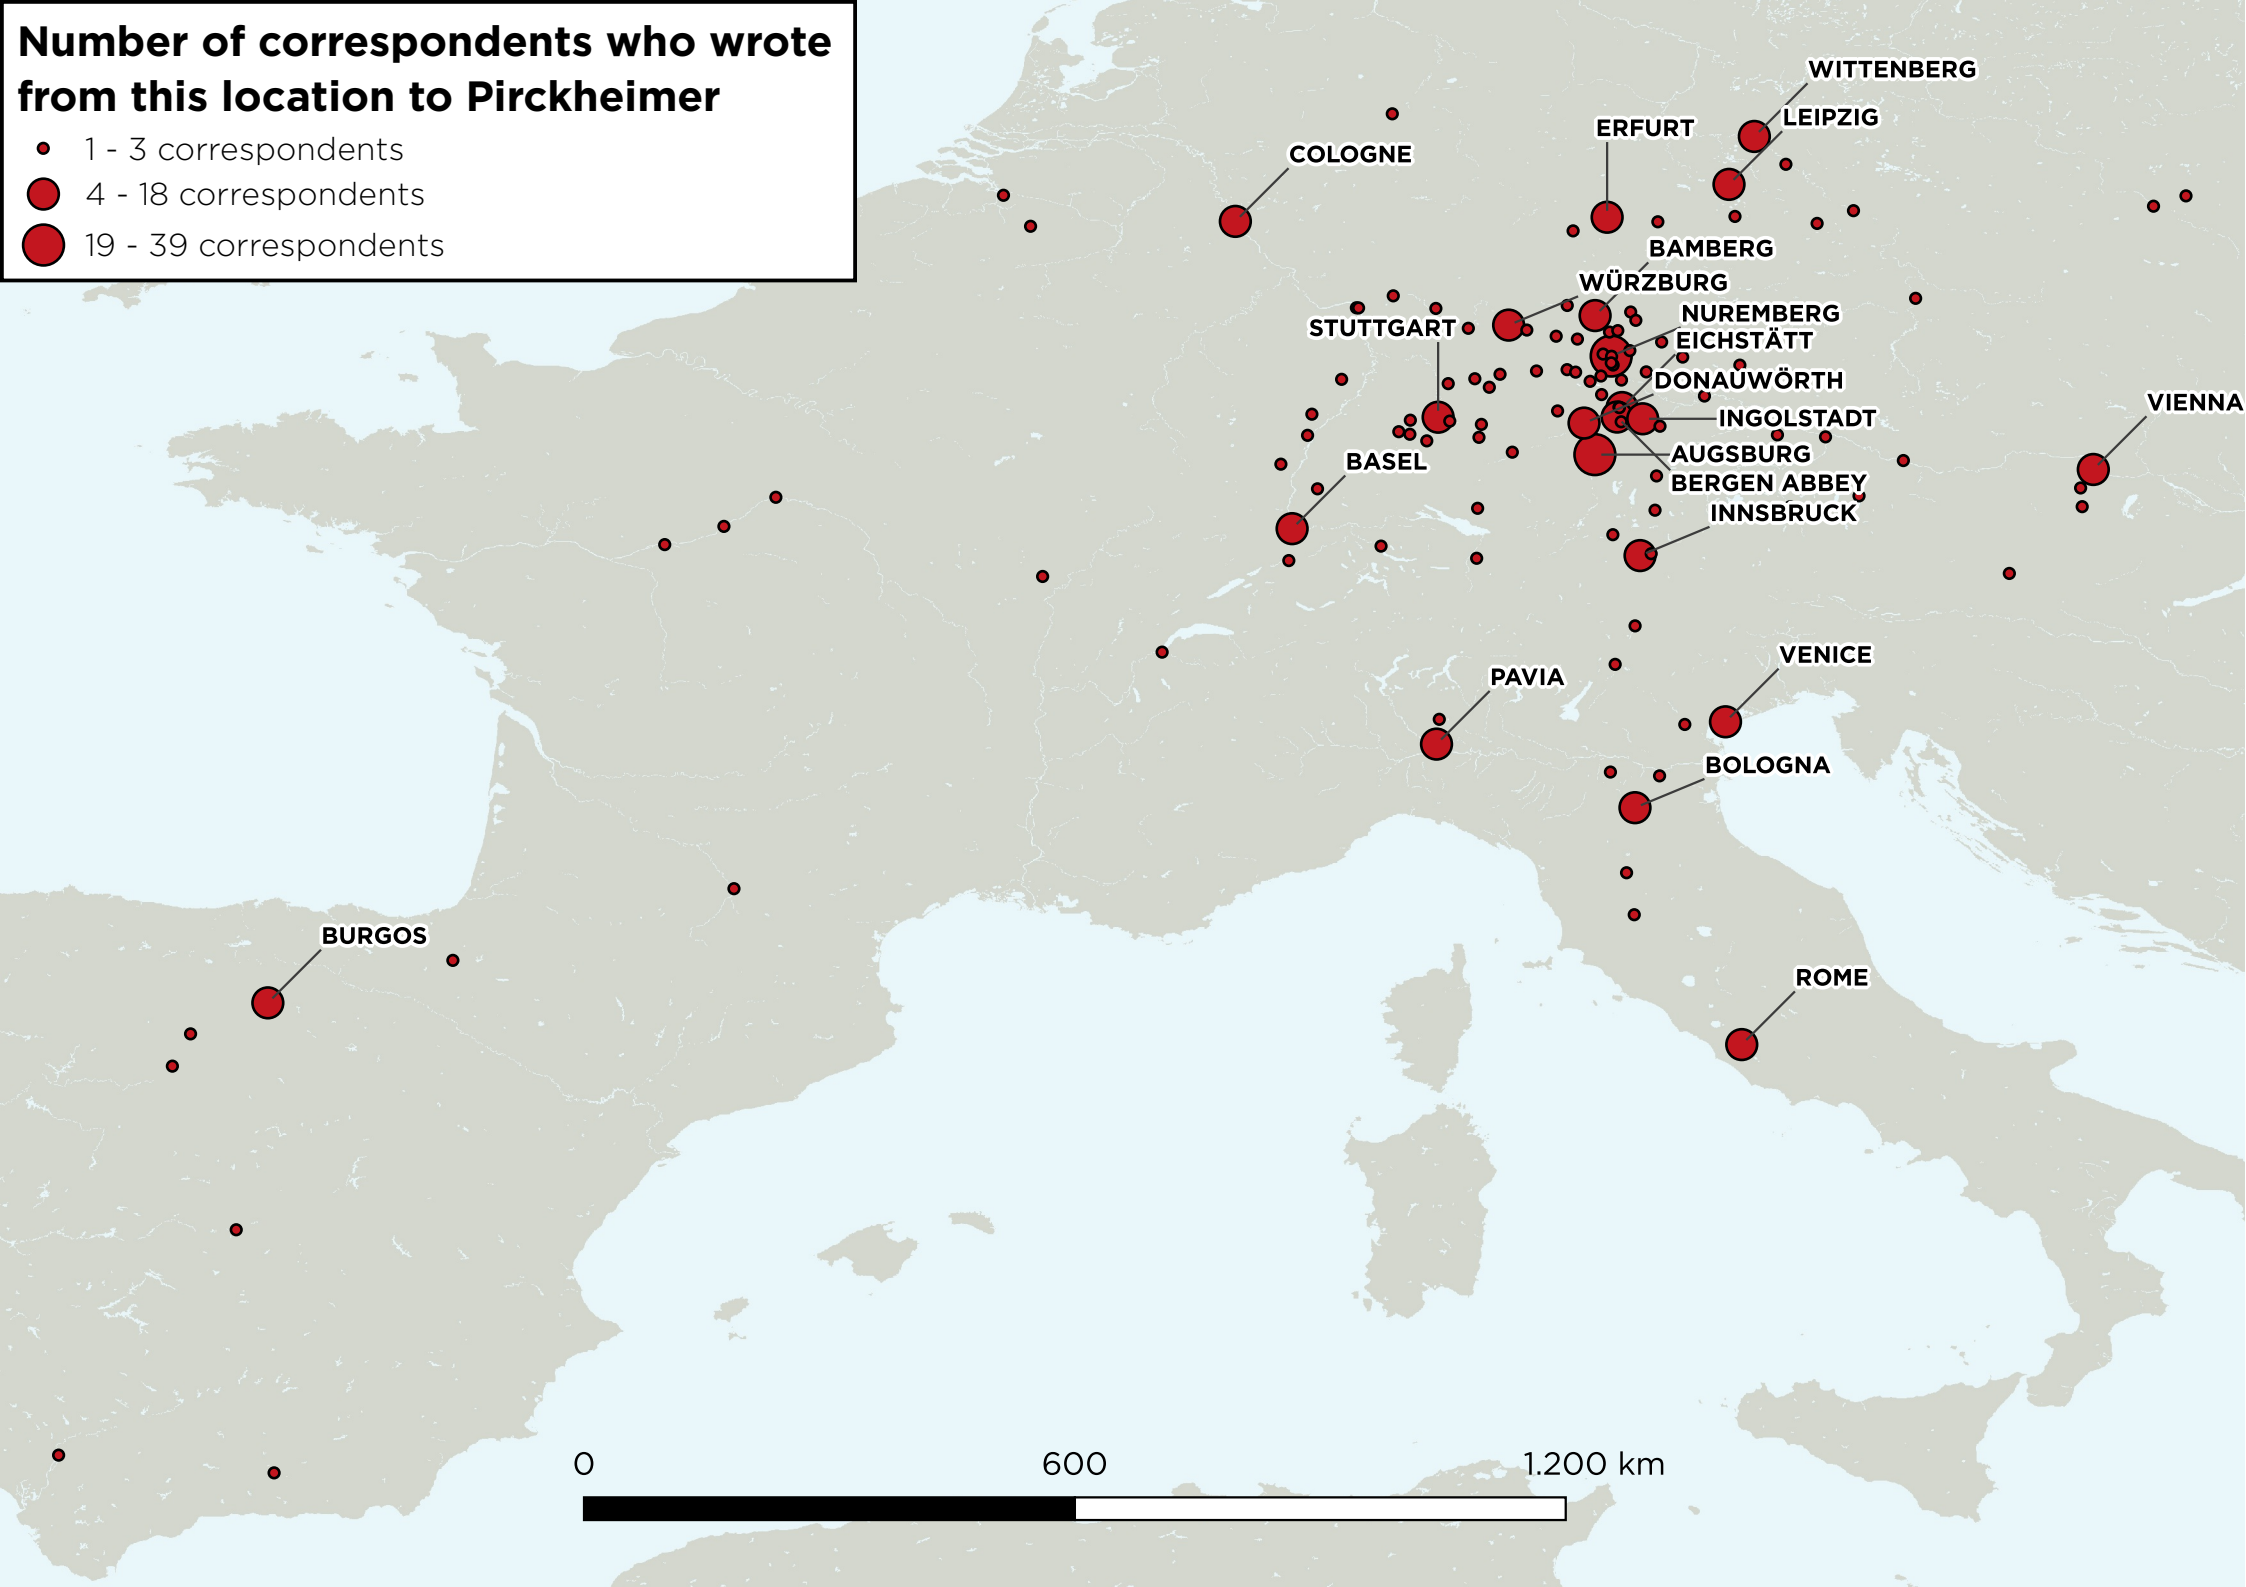 Number of correspondents who wrote
from this location to Pirckheimer
1 - 3 correspondents
4 - 18 correspondents
19 - 39 correspondents
WITTENBERG
LEIPZIG
ERFURT
COLOGNE
BAMBERG
WÜRZBURG
NUREMBERG
STUTTGART
EICHSTÄTT
DONAUWÖRTH
VIENNA
INGOLSTADT
AUGSBURG
BASEL
BERGEN ABBEY
INNSBRUCK
VENICE
PAVIA
BOLOGNA
BURGOS
ROME
0 600 1.200 km